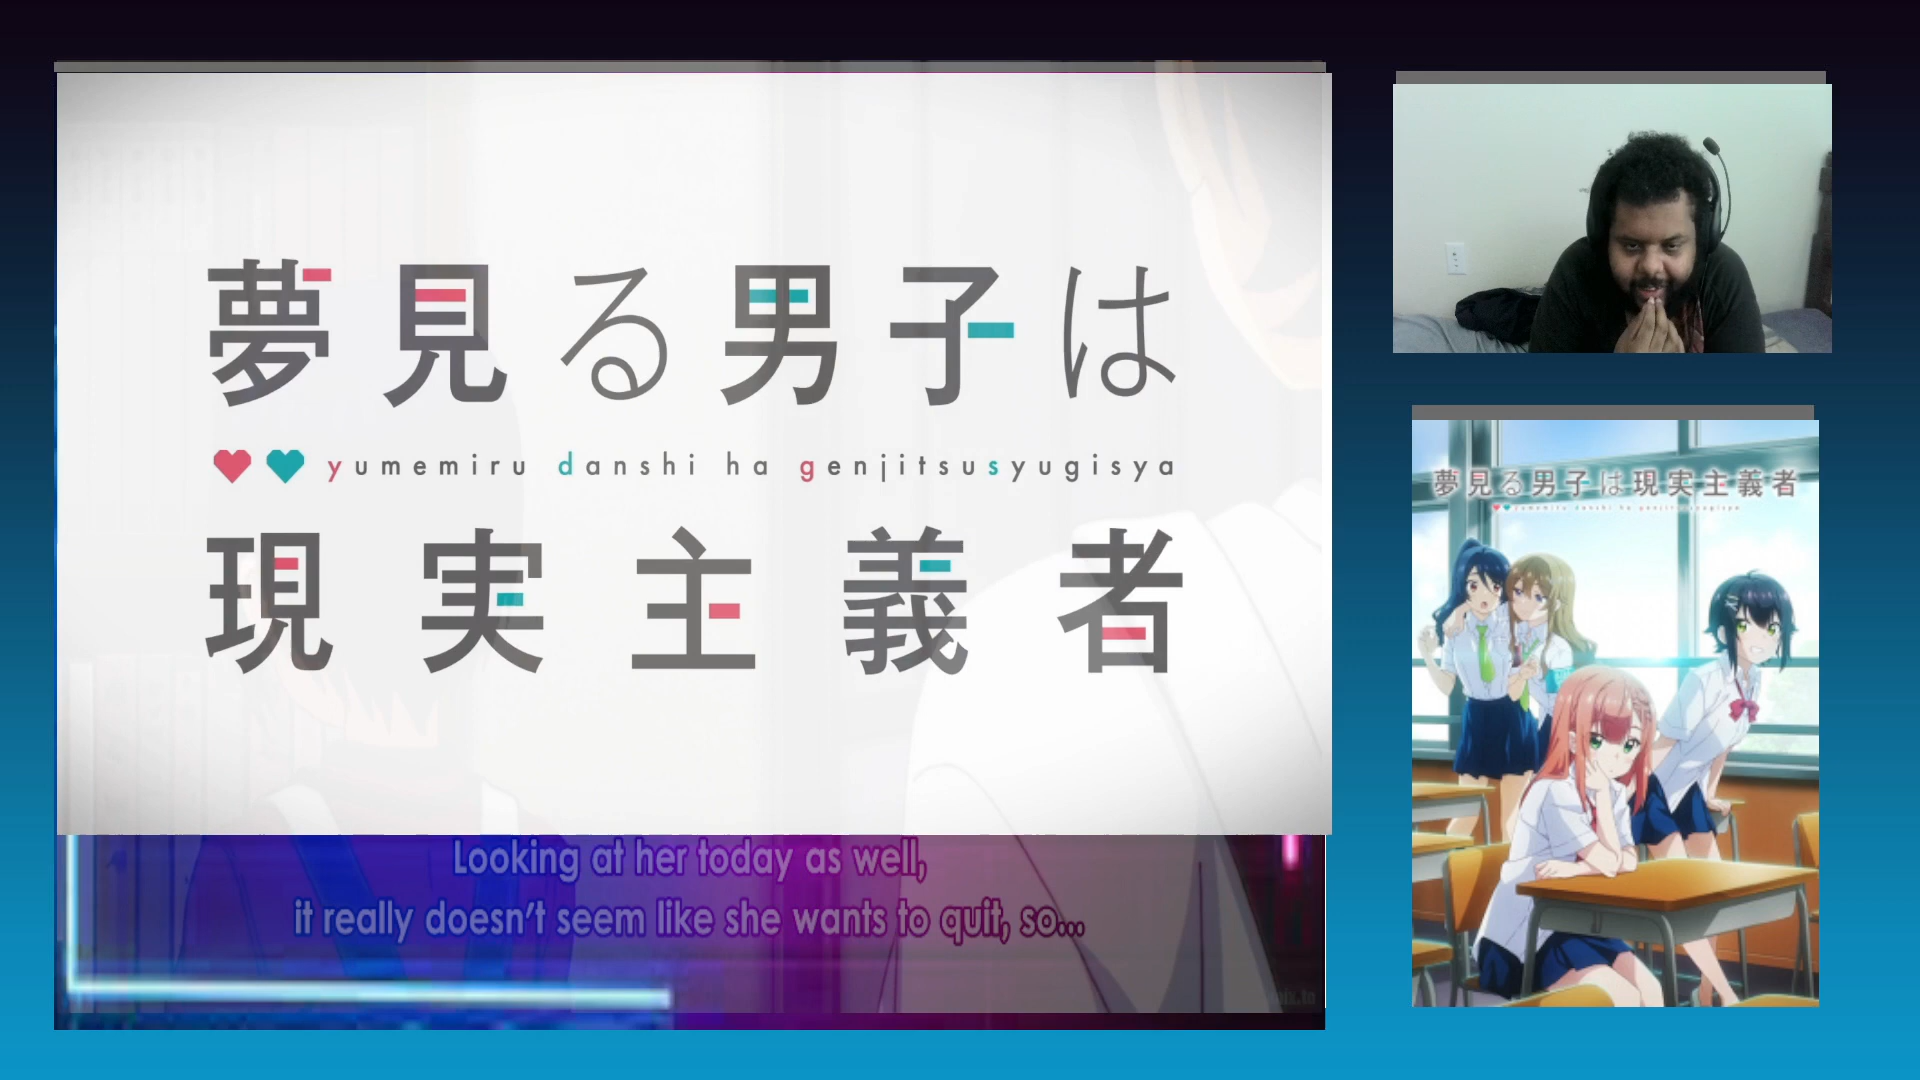 夢見る男子は
yumemiru danshi ha genjitsusyugisya
現実主義者
Looking at her today as well,
it really doesn't seem like she wants to quit, so...
夢見る男子は現実主義者